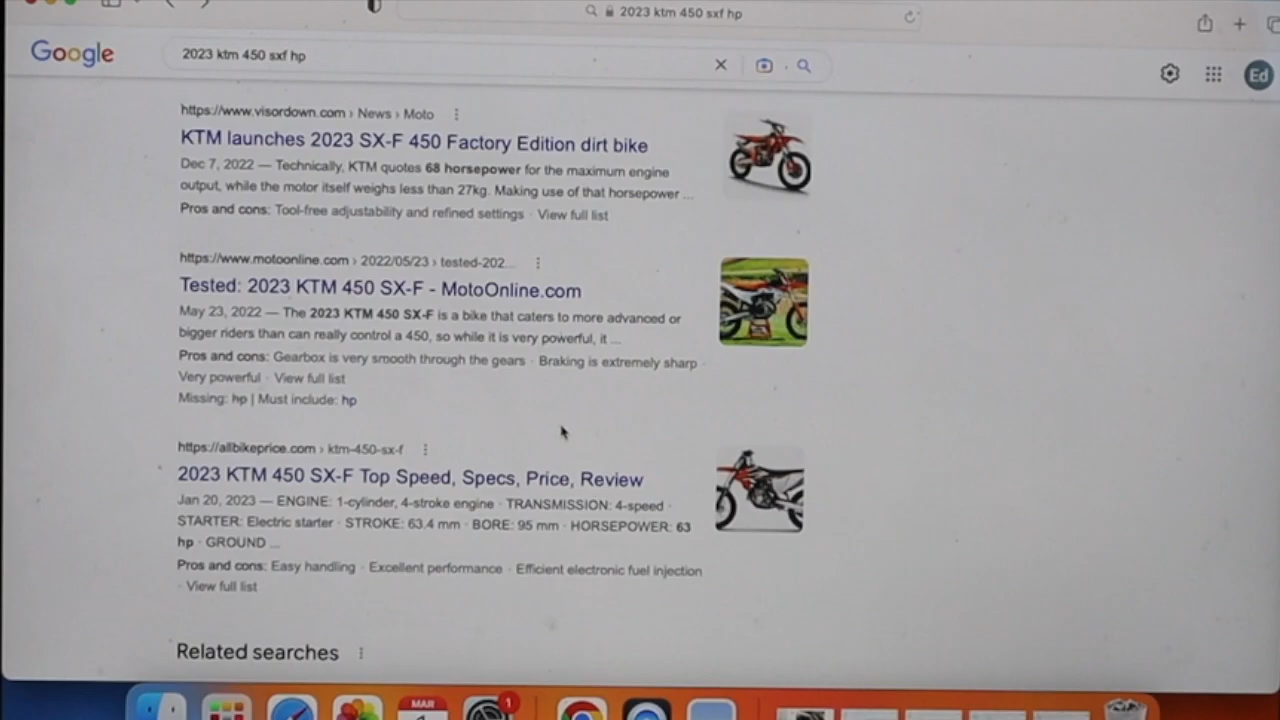 2023 ktm 450 sxf hp
Google
2023 ktm 450 sxf hp
Ed
https://www.visordown.com › News › Moto
KTM launches 2023 SX-F 450 Factory Edition dirt bike
Dec 7, 2022 — Technically, KTM quotes 68 horsepower for the maximum engine
output, while the motor itself weighs less than 27kg. Making use of that horsepower ...
Pros and cons: Tool-free adjustability and refined settings · View full list
https://www.motoonline.com › 2022/05/23 › tested-202...
Tested: 2023 KTM 450 SX-F - MotoOnline.com
May 23, 2022 — The 2023 KTM 450 SX-F is a bike that caters to more advanced or
bigger riders than can really control a 450, so while it is very powerful, it ...
Pros and cons: Gearbox is very smooth through the gears · Braking is extremely sharp ·
Very powerful · View full list
Missing: hp | Must include: hp
https://allbikeprice.com › ktm-450-sx-f
2023 KTM 450 SX-F Top Speed, Specs, Price, Review
Jan 20, 2023 — ENGINE: 1-cylinder, 4-stroke engine · TRANSMISSION: 4-speed ·
STARTER: Electric starter · STROKE: 63.4 mm · BORE: 95 mm · HORSEPOWER: 63
hp · GROUND ...
Pros and cons: Easy handling · Excellent performance · Efficient electronic fuel injection
· View full list
Related searches
MAR
1